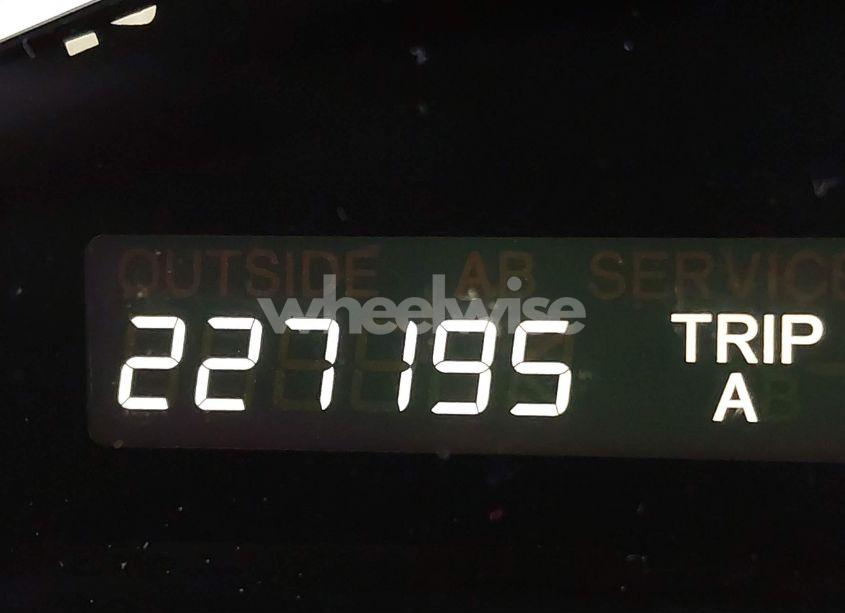 OUTSIDE AB SERVICE
wheelwise
227195 TRIP
A